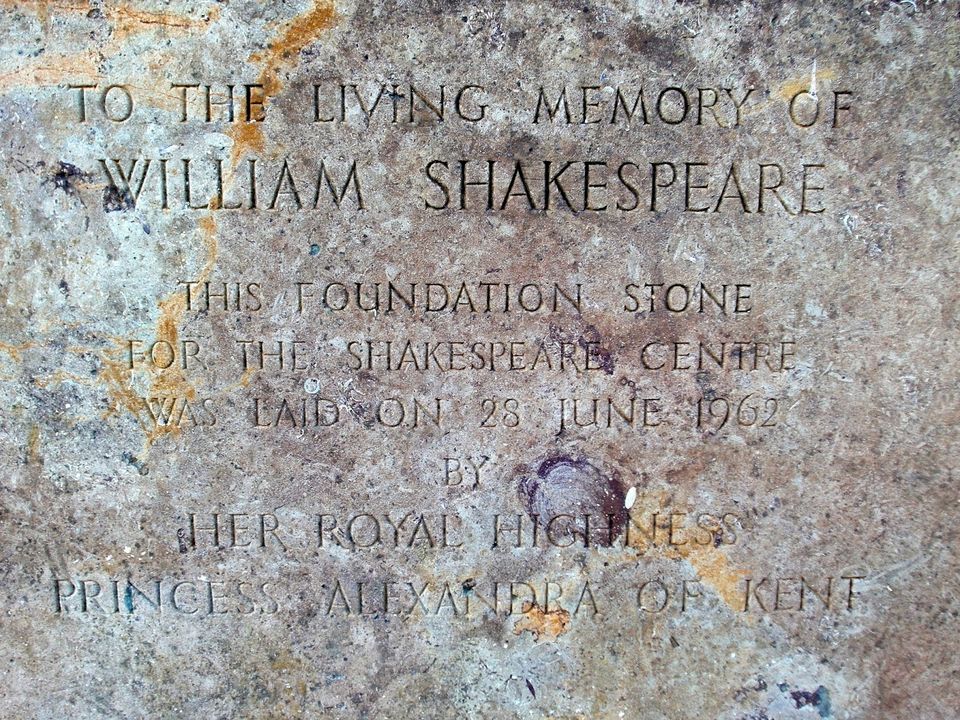 TO THE LIVING MEMORY OF
WILLIAM SHAKESPEARE
THIS FOUNDATION STONE
FOR THE SHAKESPEARE CENTRE
WAS LAID ON 28 JUNE 1962
BY
HER ROYAL HIGHNESS
PRINCESS ALEXANDRA OF KENT